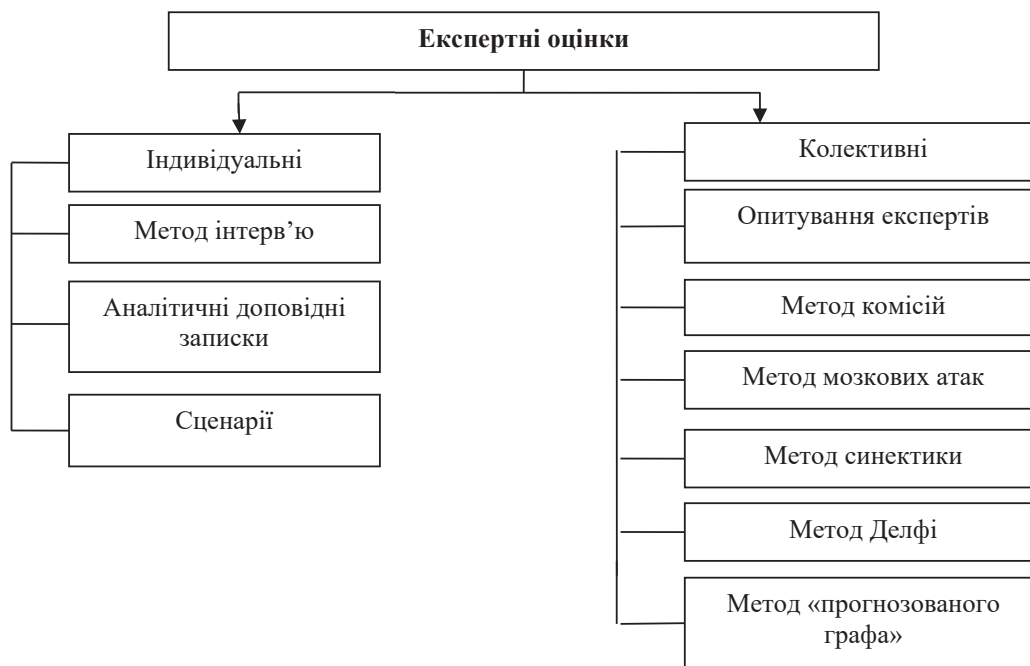 Експертні оцінки
Індивідуальні
Метод інтерв’ю
Аналітичні доповідні
записки
Сценарії
Колективні
Опитування експертів
Метод комісій
Метод мозкових атак
Метод синектики
Метод Делфі
Метод «прогнозованого
графа»